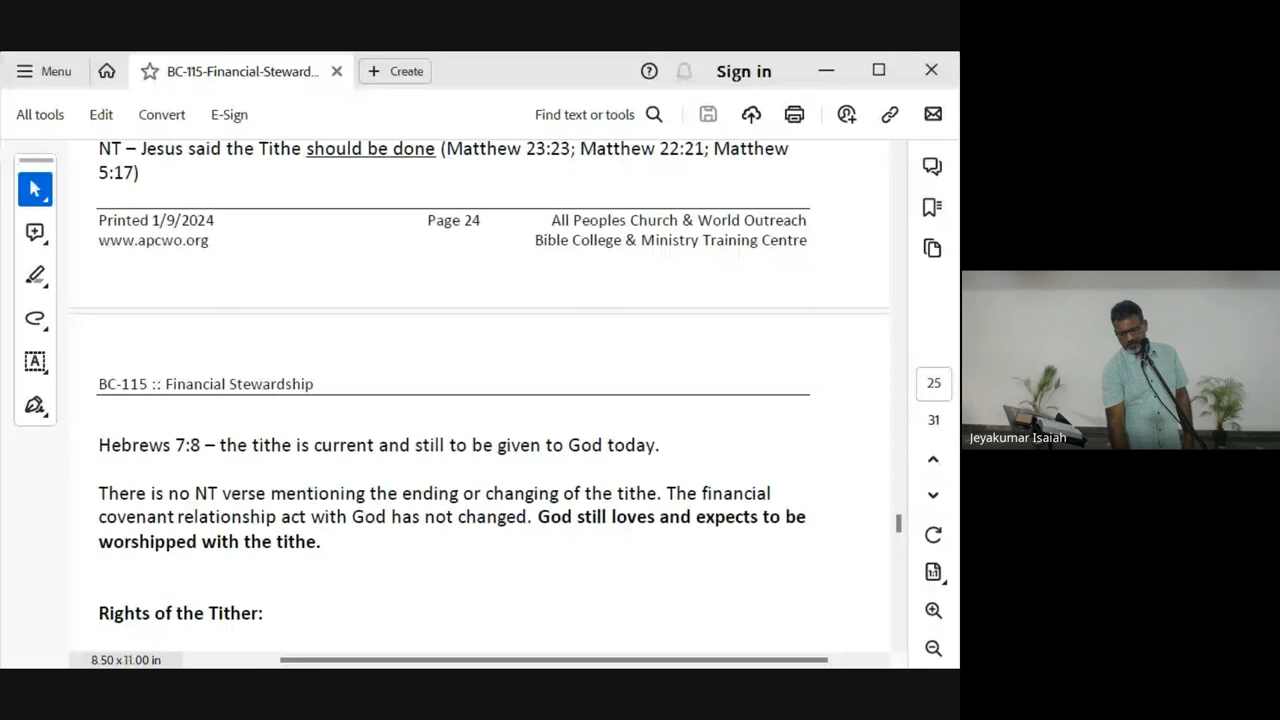 Menu
BC-115-Financial-Steward...
Create
Sign in
All tools
Edit
Convert
E-Sign
Find text or tools
NT – Jesus said the Tithe should be done (Matthew 23:23; Matthew 22:21; Matthew
5:17)
Printed 1/9/2024
Page 24
All Peoples Church & World Outreach
www.apcwo.org
Bible College & Ministry Training Centre
BC-115 :: Financial Stewardship
25
31
Hebrews 7:8 – the tithe is current and still to be given to God today.
There is no NT verse mentioning the ending or changing of the tithe. The financial
covenant relationship act with God has not changed. God still loves and expects to be
worshipped with the tithe.
Rights of the Tither:
8.50 x 11.00 in
Jeyakumar Isaiah